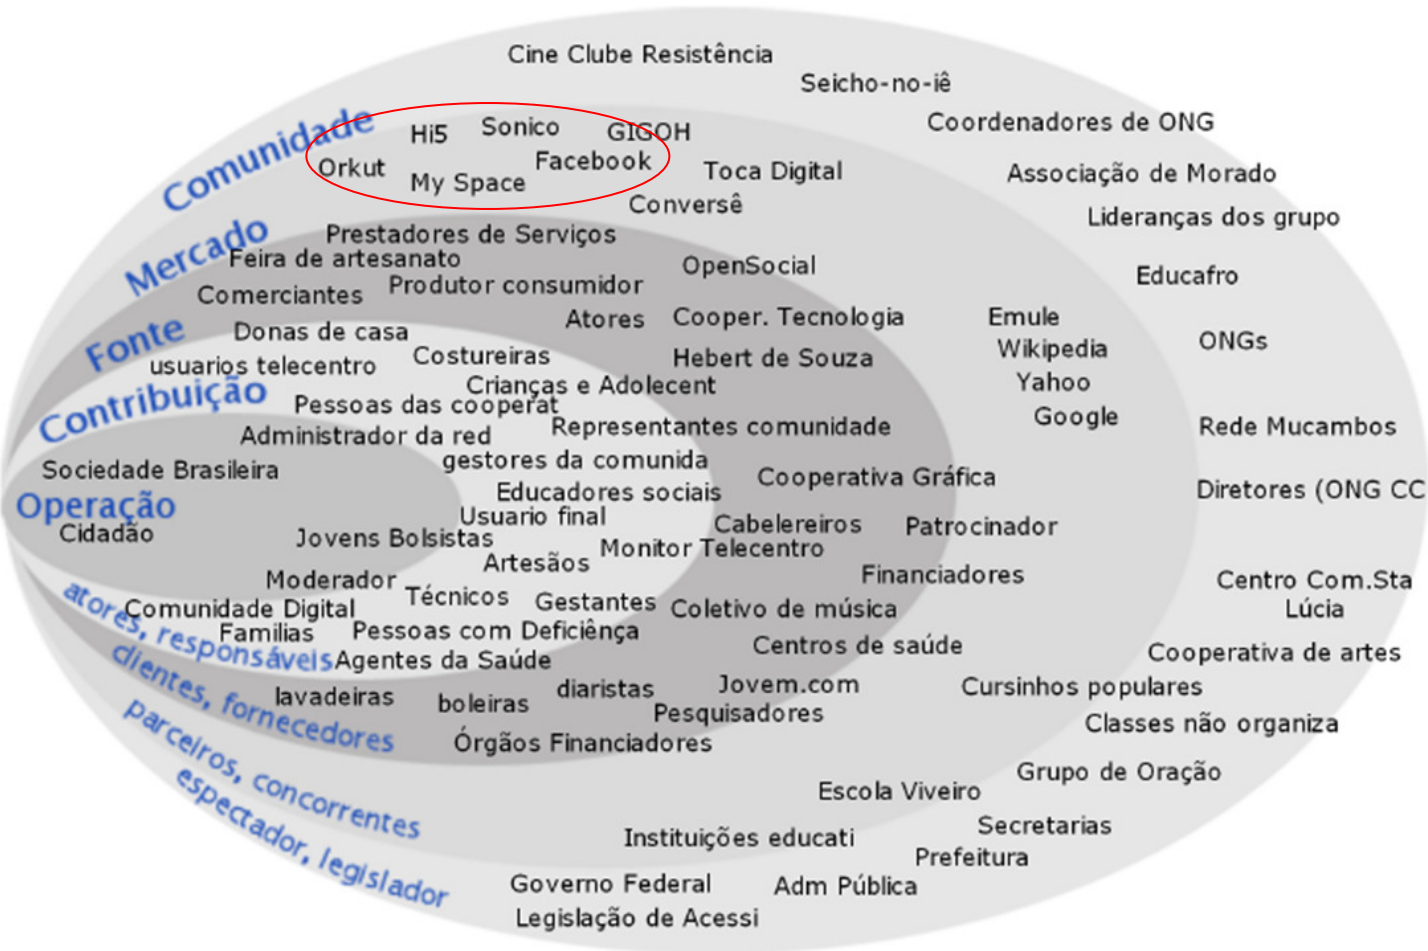 Cine Clube Resistência
Seicho-no-iê
Comunidade
Hi5
Sonico
GIGOH
Coordenadores de ONG
Orkut
My Space
Facebook
Toca Digital
Associação de Morado
Conversê
Lideranças dos grupo
Mercado
Prestadores de Serviços
Feira de artesanato
OpenSocial
Educafro
Comerciantes
Produtor consumidor
Fonte
Donas de casa
Atores
Cooper. Tecnologia
Emule
ONGs
usuarios telecentro
Costureiras
Hebert de Souza
Wikipedia
Contribuição
Crianças e Adolecent
Yahoo
Pessoas das cooperat
Google
Administrador da red
Representantes comunidade
Rede Mucambos
Sociedade Brasileira
gestores da comunida
Cooperativa Gráfica
Operação
Educadores sociais
Diretores (ONG CC
Cidadão
Usuario final
Jovens Bolsistas
Cabelereiros
Patrocinador
Artesãos
Monitor Telecentro
Moderador
Financiadores
Centro Com.Sta
Lúcia
atores, responsáveis
Comunidade Digital
Técnicos
Gestantes
Coletivo de música
Familias
Pessoas com Deficiênça
Centros de saúde
Cooperativa de artes
Agentes da Saúde
clientes, fornecedores
lavadeiras
boleiras
diaristas
Jovem.com
Cursinhos populares
Pesquisadores
Classes não organiza
Órgãos Financiadores
parceiros, concorrentes
Grupo de Oração
espectador, legislador
Escola Viveiro
Instituições educati
Secretarias
Prefeitura
Governo Federal
Adm Pública
Legislação de Acessi